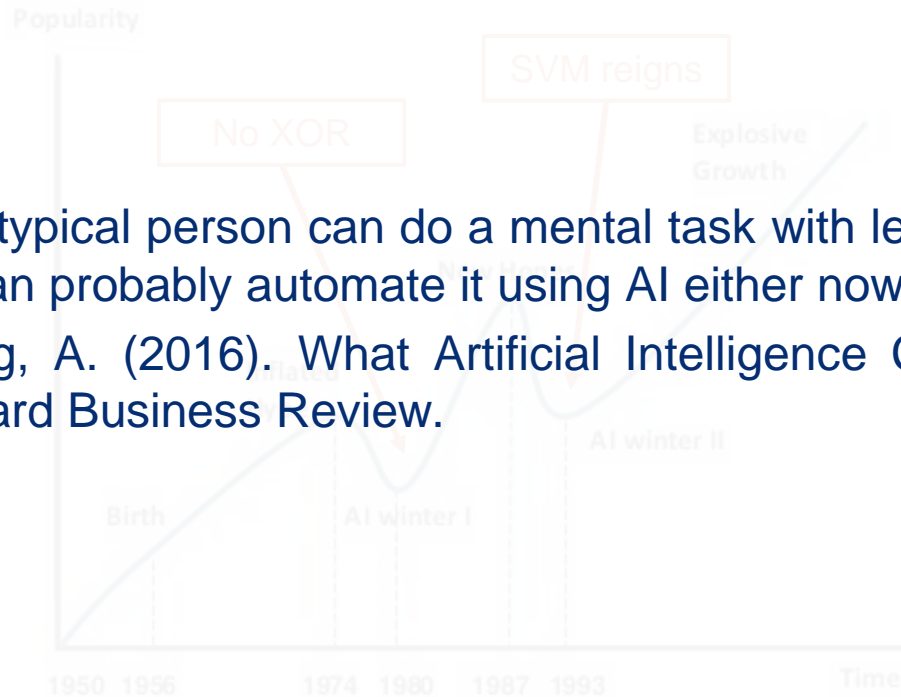 Popularity
SVM reigns
No XOR
Explosive
Growth
typical person can do a mental task with le
an probably automate it using AI either now
g, A. (2016). What Artificial Intelligence
ard Business Review.
AI winter II
Birth
AI winter I
1950 1956 1974 1980 1987 1993
Time